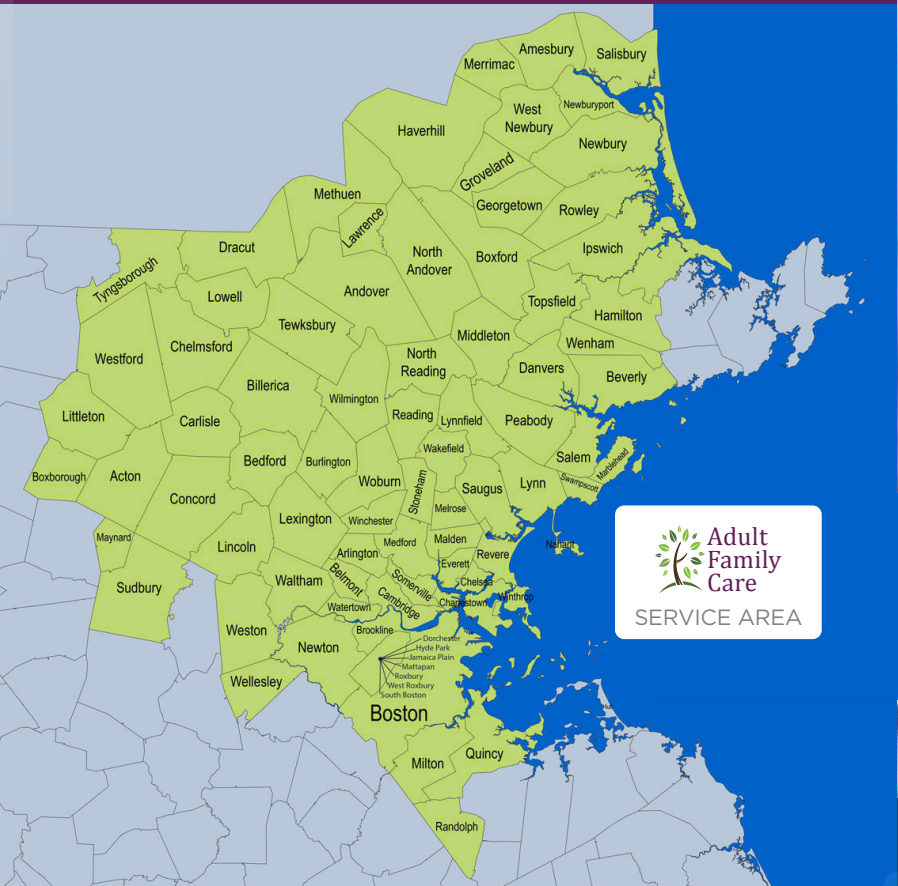 Amesbury
Salisbury
Merrimac
West
Newbury
Newburyport
Haverhill
Newbury
Groveland
Methuen
Georgetown
Rowley
Lawrence
Dracut
North
Andover
Boxford
Ipswich
Tyngsborough
Lowell
Andover
Topsfield
Hamilton
Tewksbury
Middleton
Wenham
Chelmsford
Westford
North
Reading
Danvers
Beverly
Billerica
Wilmington
Littleton
Carlisle
Reading
Lynnfield
Peabody
Wakefield
Bedford
Burlington
Salem
Marblehead
Boxborough
Acton
Woburn
Stoneham
Saugus
Lynn
Swampscott
Concord
Melrose
Lexington
Winchester
Maynard
Lincoln
Arlington
Medford
Malden
Revere
Nahant
Everett
Sudbury
Waltham
Belmont
Somerville
Chelsea
Cambridge
Charlestown
Winthrop
Watertown
Weston
Brookline
Newton
Dorchester
Hyde Park
Jamaica Plain
Mattapan
Roxbury
West Roxbury
South Boston
Wellesley
Boston
Hull
Milton
Quincy
Randolph
Adult
Family
Care
SERVICE AREA